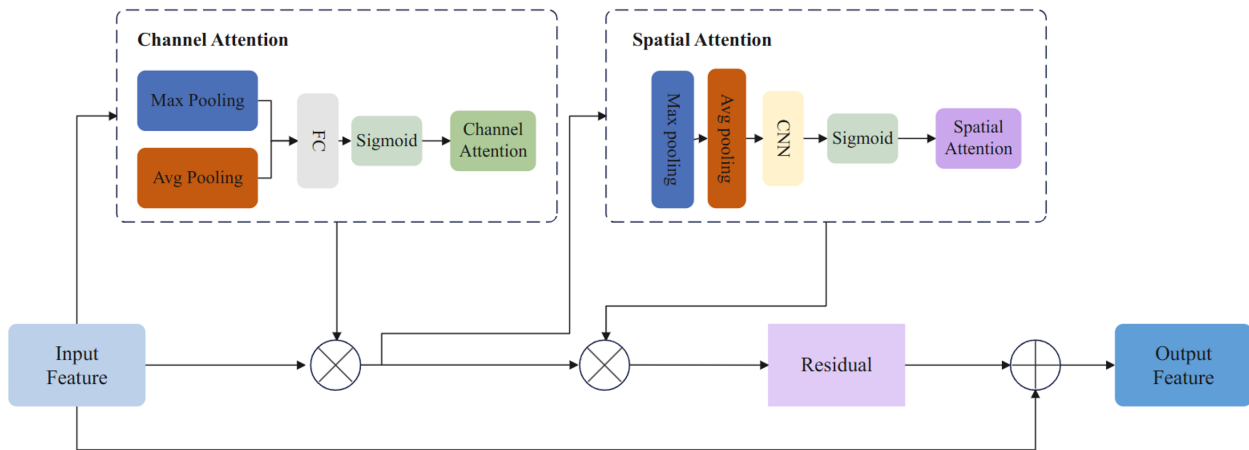 Channel Attention
Max Pooling
Avg Pooling
FC
Sigmoid
Channel
Attention
Spatial Attention
Max pooling
Avg pooling
CNN
Sigmoid
Spatial
Attention
Input
Feature
Residual
Output
Feature